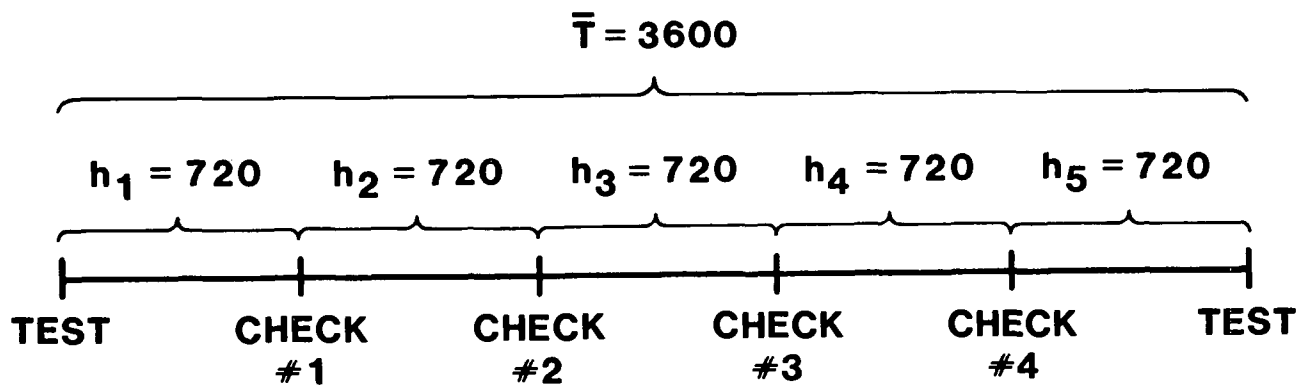 T̿ = 3600
h₁ = 720 h₂ = 720 h₃ = 720 h₄ = 720 h₅ = 720
TEST CHECK CHECK CHECK CHECK TEST
#1 #2 #3 #4